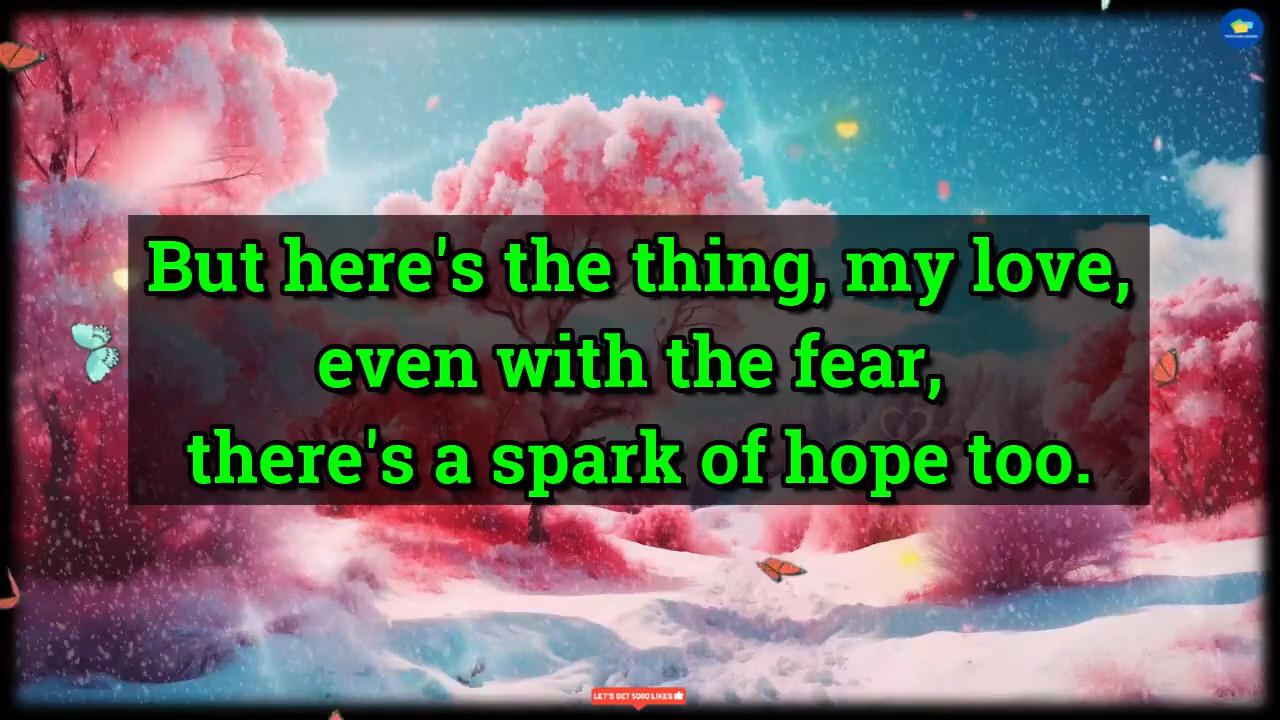 But here's the thing, my love,
even with the fear,
there's a spark of hope too.
LET'S GET 5000 LIKES